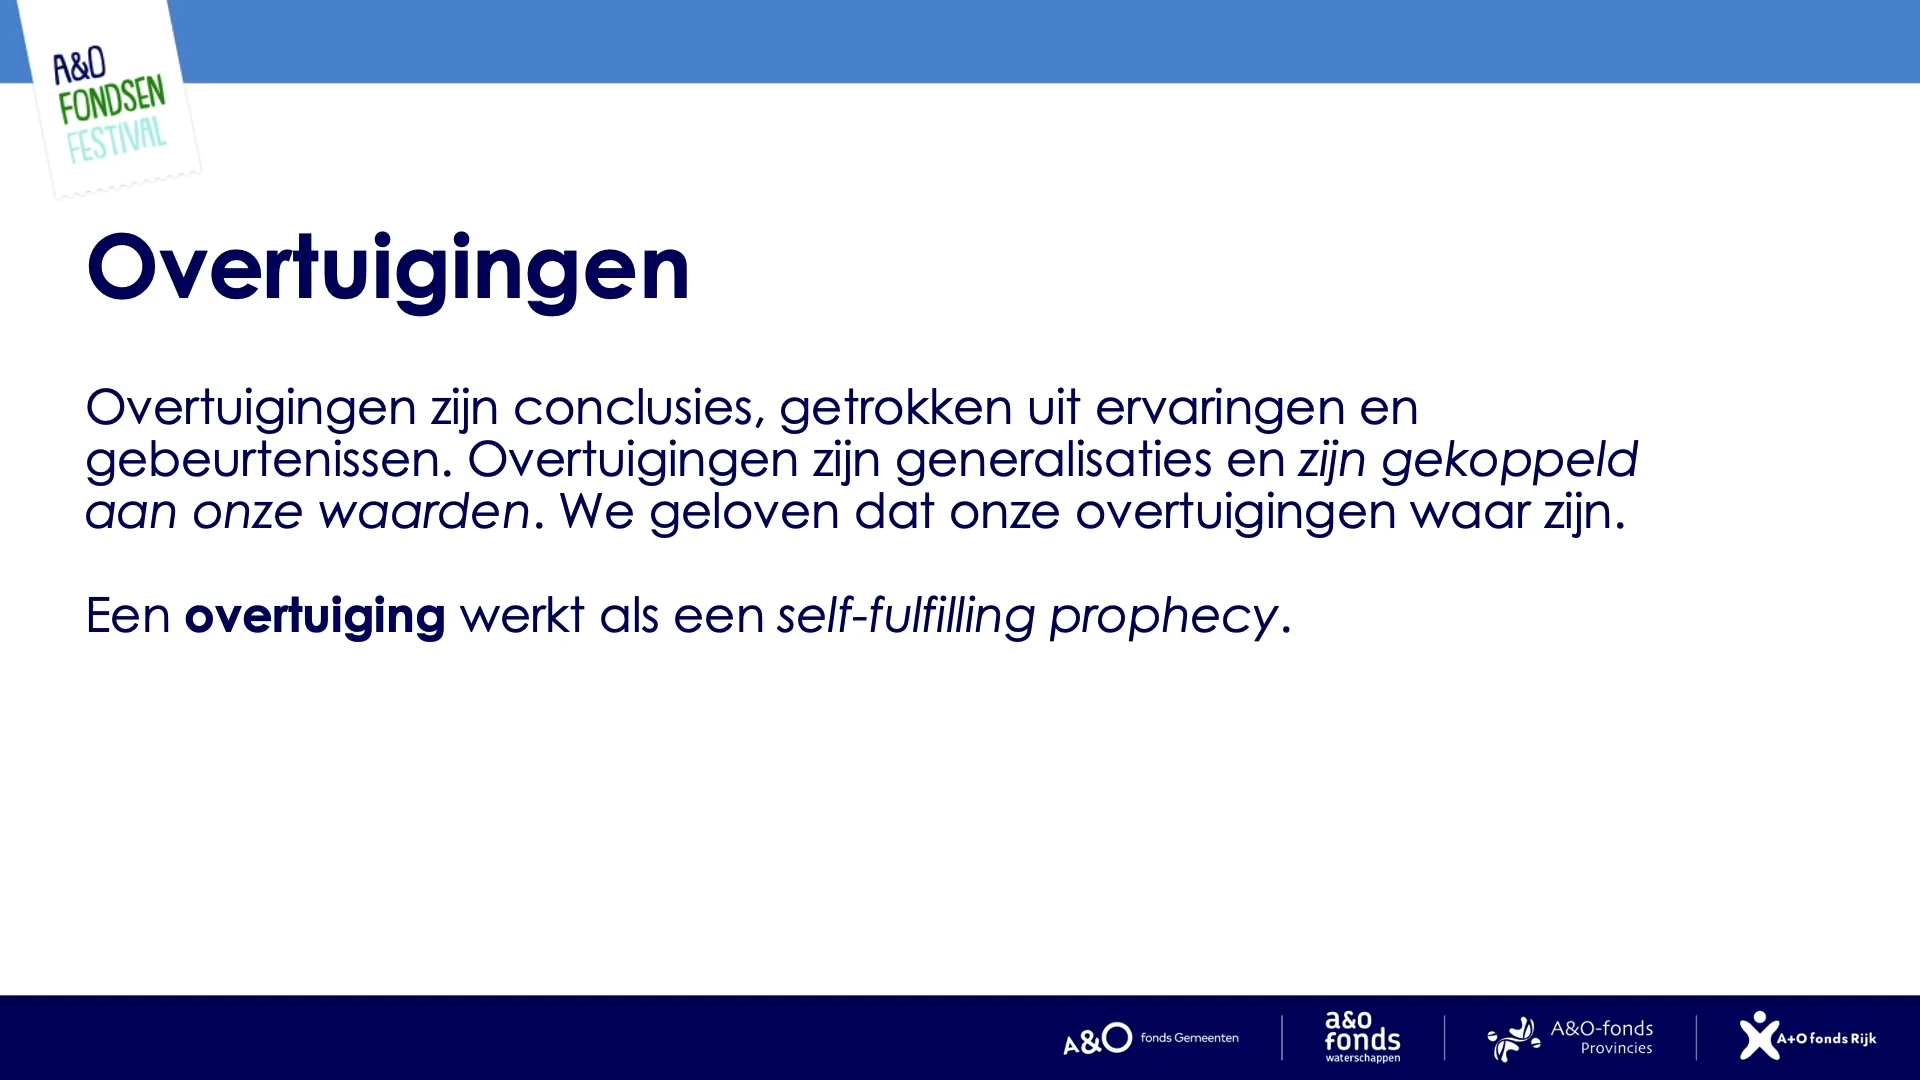 A&O
FONDSEN
FESTIVAL
Overtuigingen
Overtuigingen zijn conclusies, getrokken uit ervaringen en
gebeurtenissen. Overtuigingen zijn generalisaties en zijn gekoppeld
aan onze waarden. We geloven dat onze overtuigingen waar zijn.
Een overtuiging werkt als een self-fulfilling prophecy.
A&O fonds Gemeenten
a&o
fonds
waterschappen
A&O-fonds
Provincies
A+O fonds Rijk